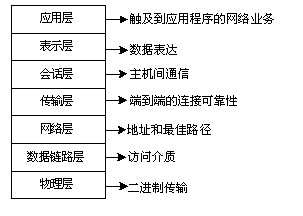 应用层 触及到应用程序的网络业务
表示层 数据表达
会话层 主机间通信
传输层 端到端的连接可靠性
网络层 地址和最佳路径
数据链路层 访问介质
物理层 二进制传输